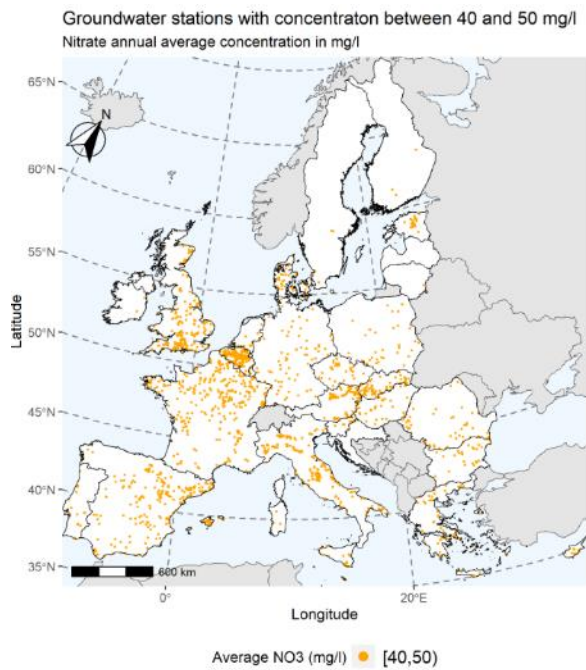 Groundwater stations with concentraton between 40 and 50 mg/l
Nitrate annual average concentration in mg/l
65°N
N
60°N
55°N
50°N
45°N
40°N
35°N
Latitude
600 km
0°
20°E
Longitude
Average NO3 (mg/l) [40,50)